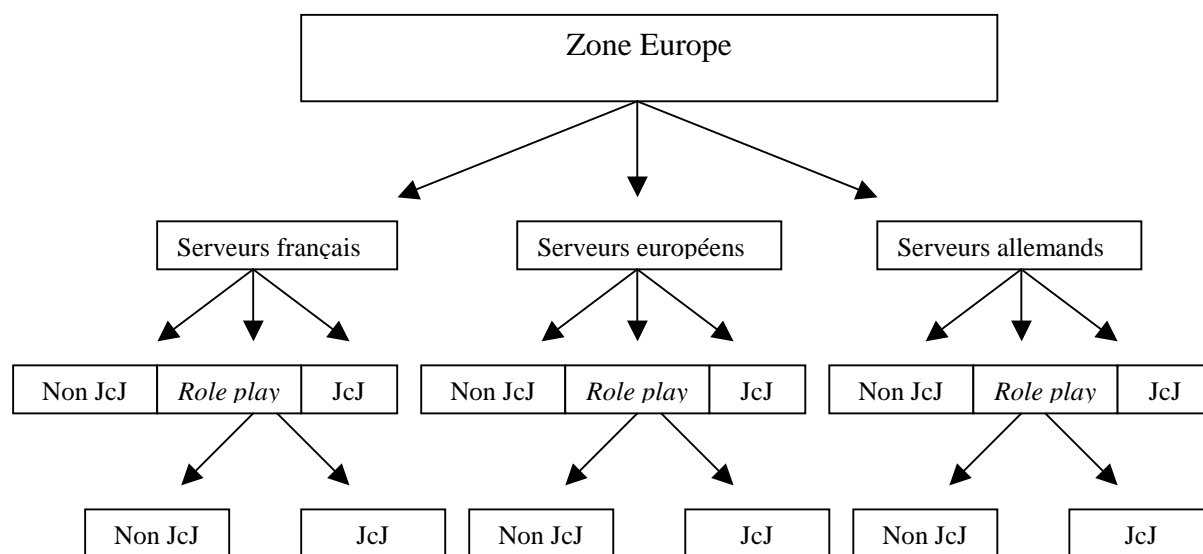 Zone Europe
Serveurs français
Serveurs européens
Serveurs allemands
Non JcJ
Role play
JcJ
Non JcJ
Role play
JcJ
Non JcJ
Role play
JcJ
Non JcJ
JcJ
Non JcJ
JcJ
Non JcJ
JcJ